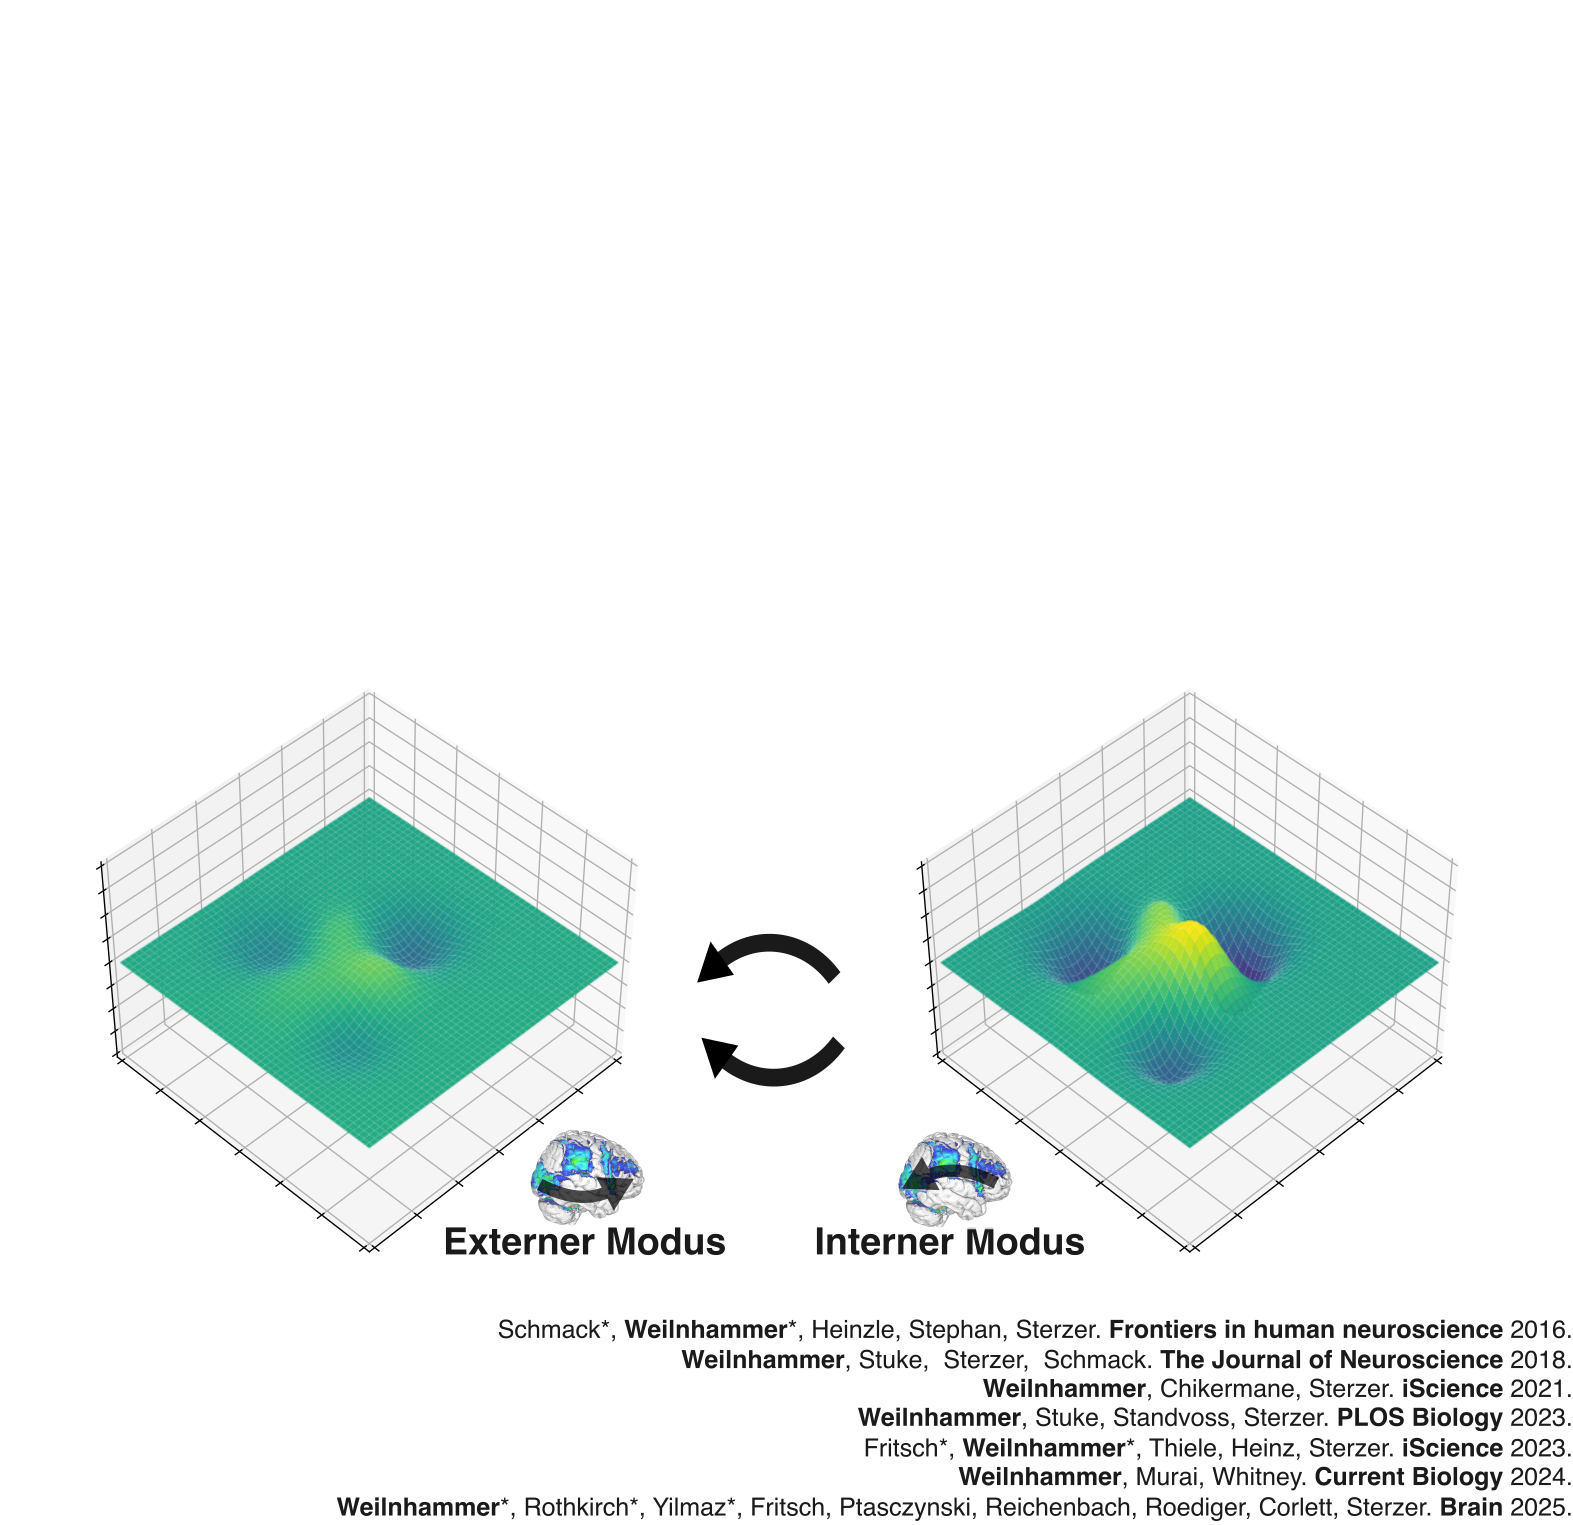 Externer Modus
Interner Modus
Schmack*, Weilnhammer*, Heinzle, Stephan, Sterzer. Frontiers in human neuroscience 2016.
Weilnhammer, Stuke, Sterzer, Schmack. The Journal of Neuroscience 2018.
Weilnhammer, Chikermane, Sterzer. iScience 2021.
Weilnhammer, Stuke, Standvoss, Sterzer. PLOS Biology 2023.
Fritsch*, Weilnhammer*, Thiele, Heinz, Sterzer. iScience 2023.
Weilnhammer, Murai, Whitney. Current Biology 2024.
Weilnhammer*, Rothkirch*, Yilmaz*, Fritsch, Ptasczynski, Reichenbach, Roediger, Corlett, Sterzer. Brain 2025.